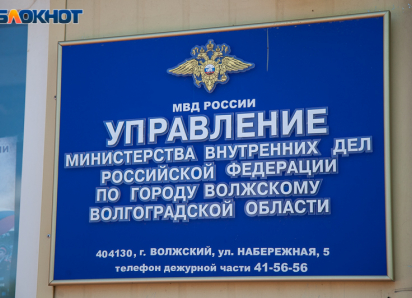 БЛОКНОТ
МВД РОССИИ
УПРАВЛЕНИЕ
МИНИСТЕРСТВА ВНУТРЕННИХ ДЕЛ
РОССИЙСКОЙ ФЕДЕРАЦИИ
ПО ГОРОДУ ВОЛЖСКОМУ
ВОЛГОГРАДСКОЙ ОБЛАСТИ
404130, г. ВОЛЖСКИЙ, ул. НАБЕРЕЖНАЯ, 5
телефон дежурной части 41-56-56